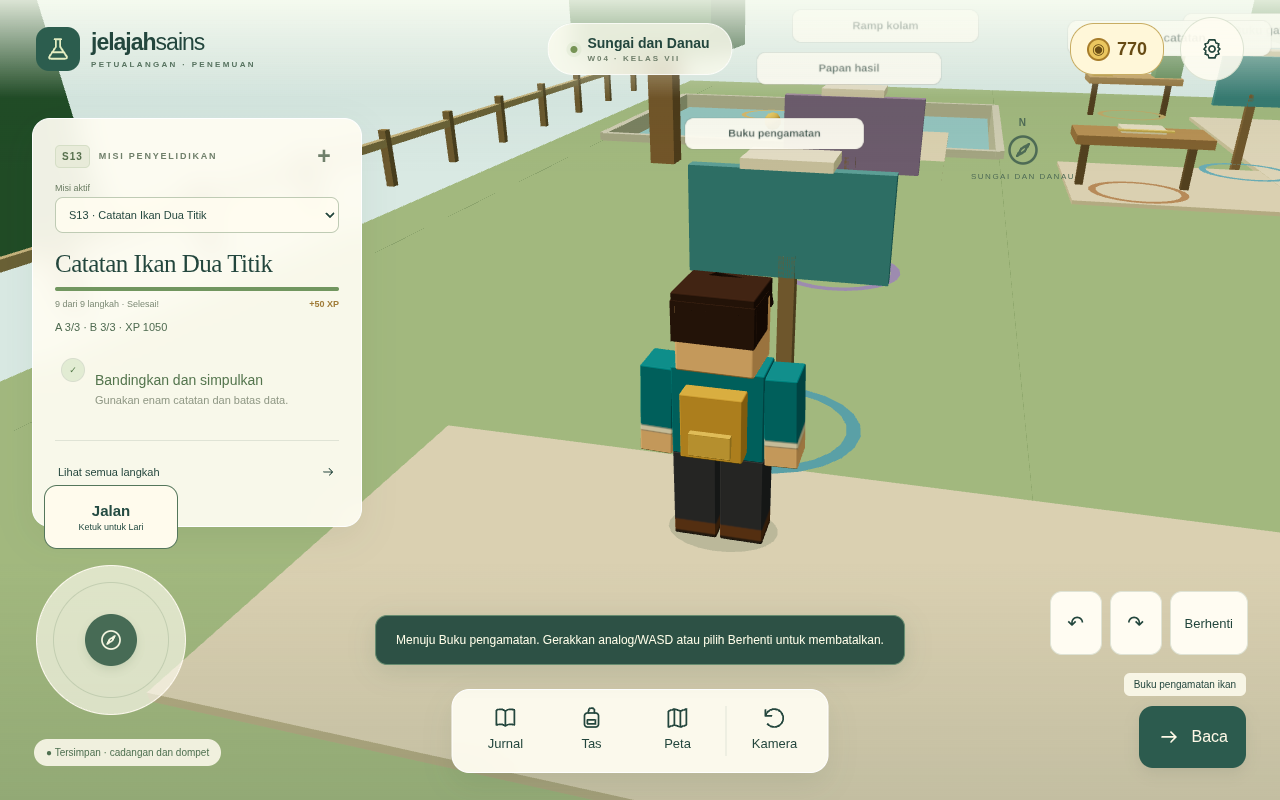 jelajahsains
PETUALANGAN · PENEMUAN
Sungai dan Danau
W04 · KELAS VII
Ramp kolam
Papan hasil
Buku pengamatan
770
N
SUNGAI DAN DANAU
S13
MISI PENYELIDIKAN
+
Misi aktif
S13 · Catatan Ikan Dua Titik
Catatan Ikan Dua Titik
9 dari 9 langkah · Selesai!
+50 XP
A 3/3 · B 3/3 · XP 1050
✓
Bandingkan dan simpulkan
Gunakan enam catatan dan batas data.
Lihat semua langkah
Jalan
Ketuk untuk Lari
Menuju Buku pengamatan. Gerakkan analog/WASD atau pilih Berhenti untuk membatalkan.
Berhenti
Buku pengamatan ikan
Baca
Jurnal
Tas
Peta
Kamera
● Tersimpan · cadangan dan dompet